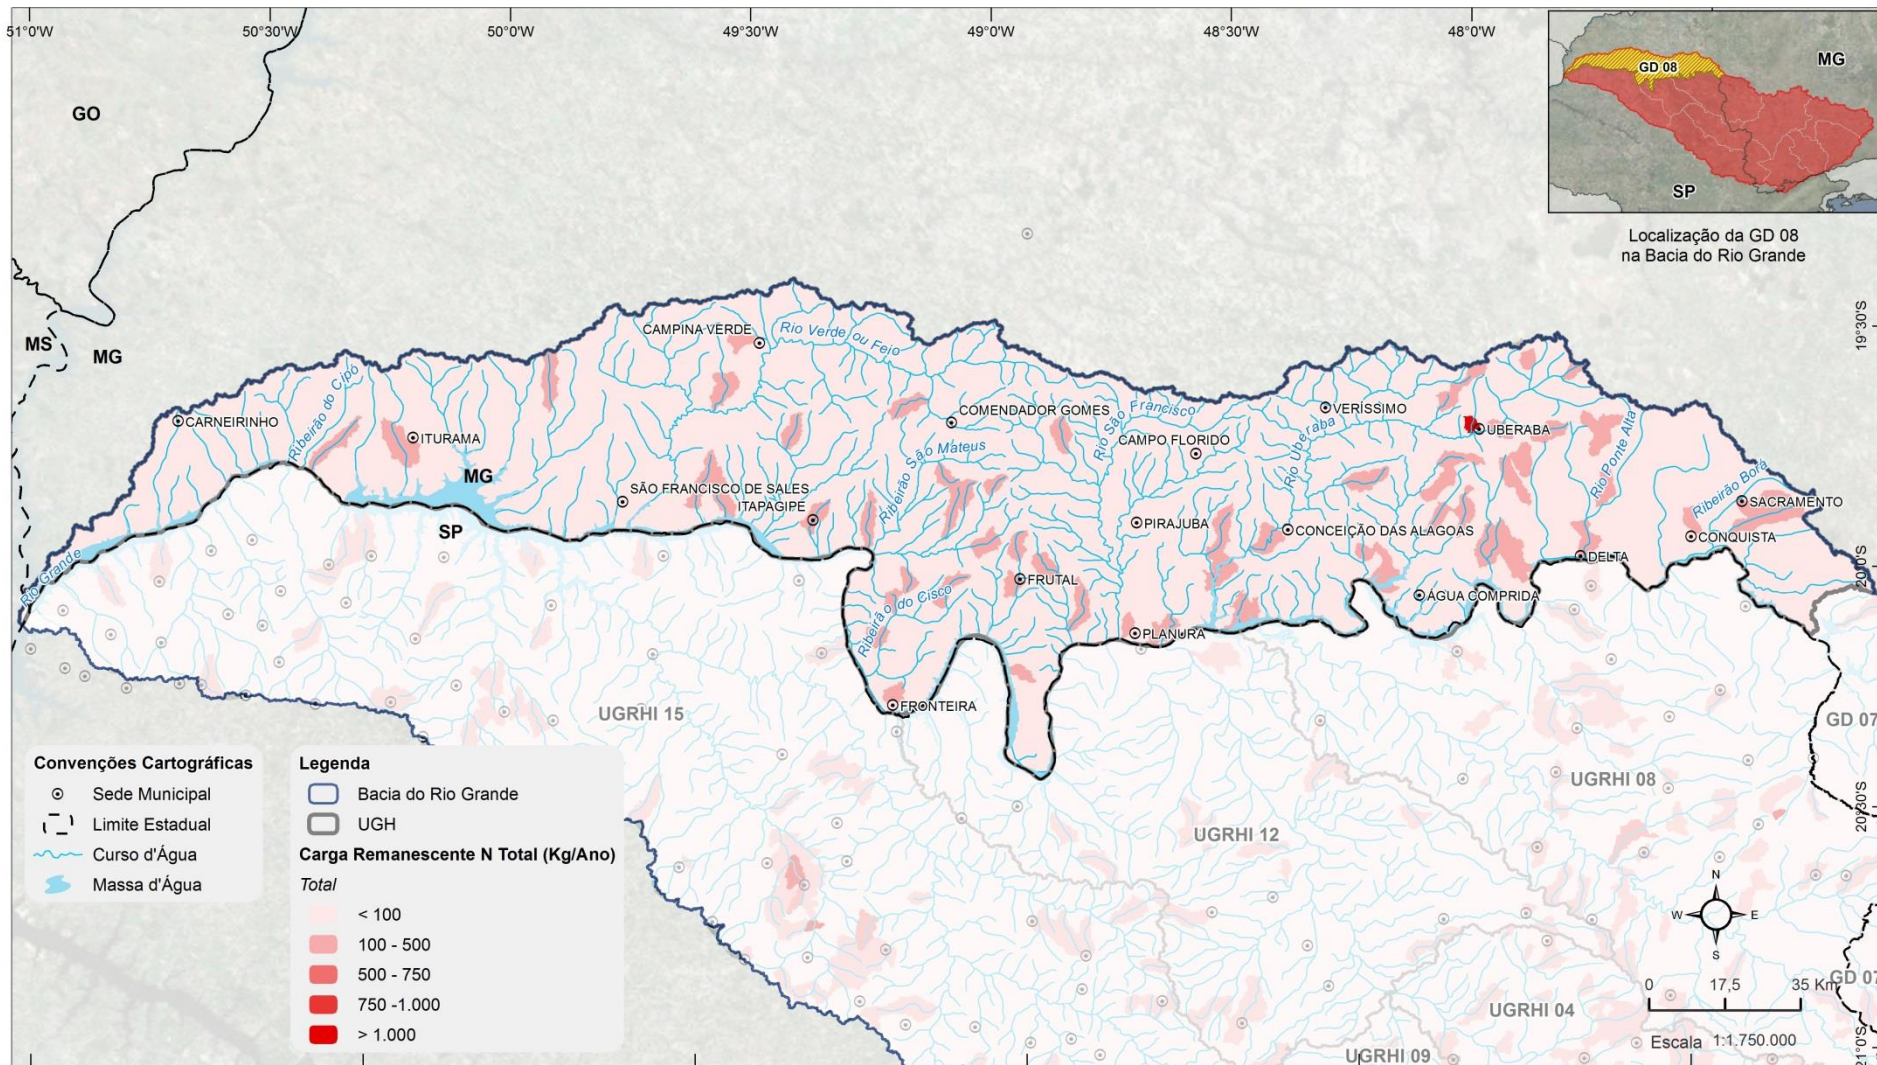 51°0'W
50°30'W
50°0'W
49°30'W
49°0'W
48°30'W
48°0'W
GD 08
MG
SP
Localização da GD 08
na Bacia do Rio Grande
GO
MS
MG
19°30'S
20°0'S
20°30'S
21°0'S
CAMPINA VERDE
Rio Verde ou Feio
CARNEIRINHO
Ribeirão do Cipó
ITURAMA
COMENDADOR GOMES
Rio São Francisco
CAMPO FLORIDO
VERÍSSIMO
Rio Uberaba
UBERABA
Rio Ponte Alta
Ribeirão Borá
SACRAMENTO
MG
SP
SÃO FRANCISCO DE SALES
ITAPAGIPE
Ribeirão São Mateus
PIRAJUBA
CONCEIÇÃO DAS ALAGOAS
CONQUISTA
DELTA
Rio Grande
FRUTAL
Ribeirão do Cisco
ÁGUA COMPRIDA
PLANURA
FRONTEIRA
UGRHI 15
GD 07
UGRHI 08
UGRHI 12
GD 07
UGRHI 04
UGRHI 09
Convenções Cartográficas
Sede Municipal
Limite Estadual
Curso d'Água
Massa d'Água
Legenda
Bacia do Rio Grande
UGH
Carga Remanescente N Total (Kg/Ano)
Total
< 100
100 - 500
500 - 750
750 -1.000
> 1.000
N
W
E
S
0 17,5 35 Km
Escala 1:1.750.000